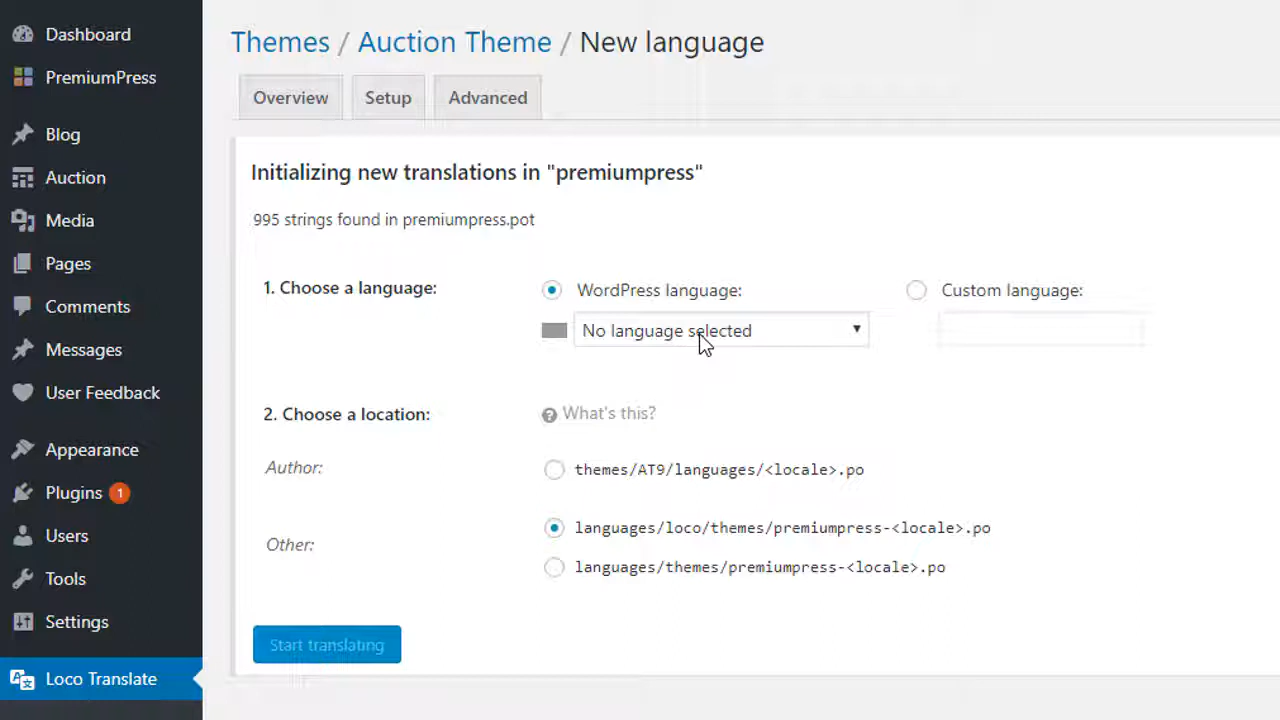 Dashboard
PremiumPress
Blog
Auction
Media
Pages
Comments
Messages
User Feedback
Appearance
Plugins 1
Users
Tools
Settings
Loco Translate
Themes / Auction Theme / New language
Overview Setup Advanced
Initializing new translations in "premiumpress"
995 strings found in premiumpress.pot
1. Choose a language: WordPress language: Custom language:
No language selected
2. Choose a location: What's this?
Author: themes/AT9/languages/<locale>.po
Other: languages/loco/themes/premiumpress-<locale>.po
languages/themes/premiumpress-<locale>.po
Start translating